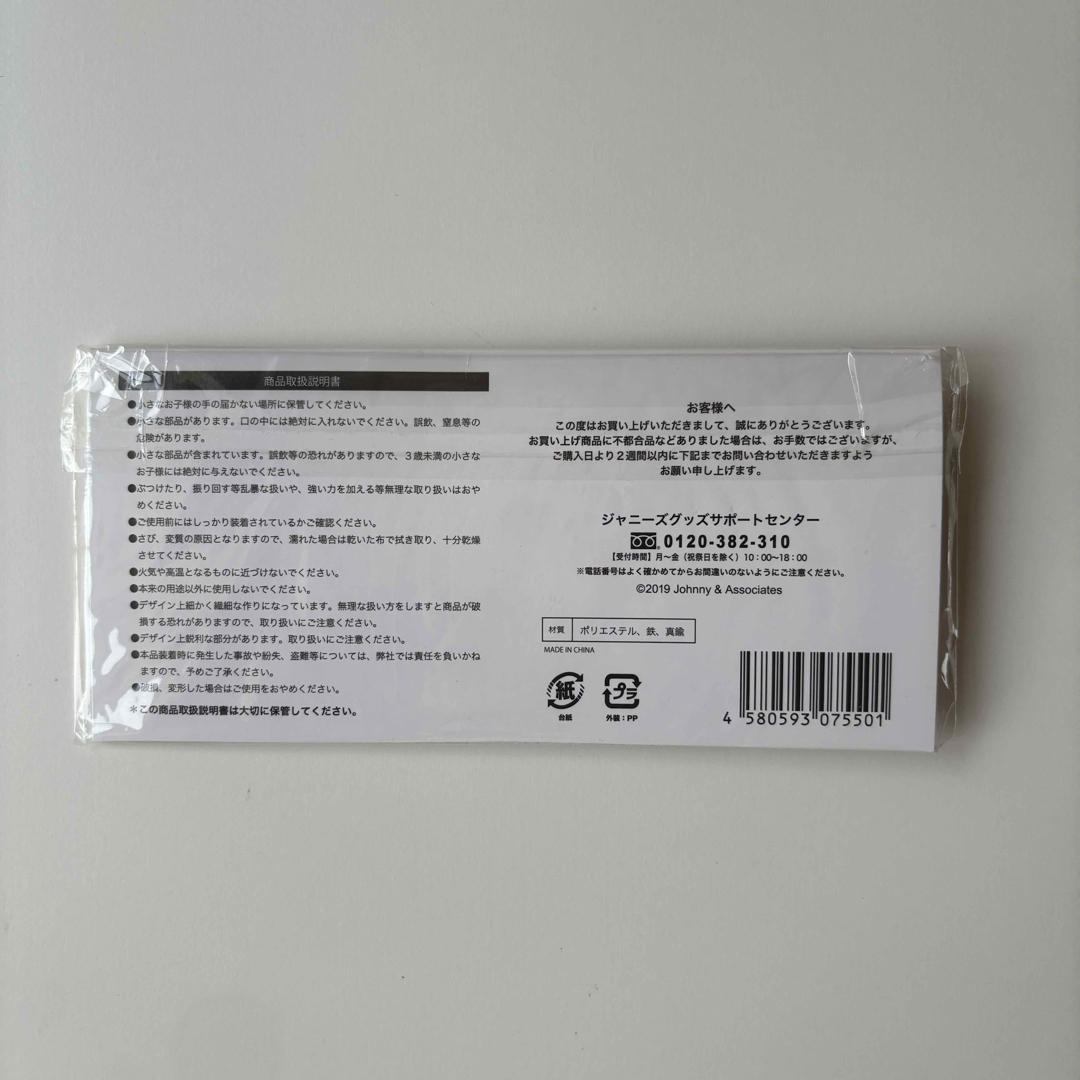 商品取扱説明書
●小さなお子様の手の届かない場所に保管してください。
●小さな部品があります。口の中には絶対に入れないでください。誤飲、窒息等の
危険があります。
●小さな部品が含まれています。誤飲等の恐れがありますので、３歳未満の小さな
お子様には絶対に与えないでください。
●ぶつけたり、振り回す等乱暴な扱いや、強い力を加える等無理な取り扱いはおや
めください。
●ご使用前にはしっかり装着されているかご確認ください。
●さび、変質の原因となりますので、濡れた場合は乾いた布で拭き取り、十分乾燥
させてください。
●火気や高温となるものに近づけないでください。
●本来の用途以外に使用しないでください。
●デザイン上細かく繊細な作りになっています。無理な扱い方をしますと商品が破
損する恐れがありますので、取り扱いにご注意ください。
●デザイン上鋭利な部分があります。取り扱いにご注意ください。
●本品装着時に発生した事故や紛失、盗難等については、弊社では責任を負いかね
ますので、予めご了承ください。
●破損、変形した場合はご使用をおやめください。
＊この商品取扱説明書は大切に保管してください。
お客様へ
この度はお買い上げいただきまして、誠にありがとうございます。
お買い上げ商品に不都合品などありました場合は、お手数ではございますが、
ご購入日より２週間以内に下記までお問い合わせいただきますよう
お願い申し上げます。
ジャニーズグッズサポートセンター
0120-382-310
【受付時間】月〜金（祝祭日を除く）10：00〜18：00
※電話番号はよく確かめてからお間違いのないようにご注意ください。
©2019 Johnny & Associates
材質 ポリエステル、鉄、真鍮
MADE IN CHINA
紙 プラ
台紙 外装：PP
4 580593 075501